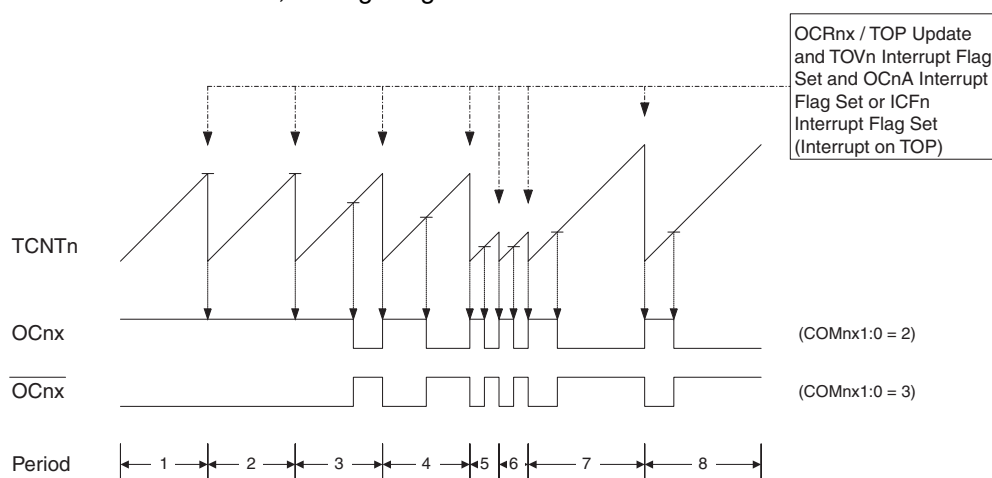 OCRnx / TOP Update
and TOVn Interrupt Flag
Set and OCnA Interrupt
Flag Set or ICFn
Interrupt Flag Set
(Interrupt on TOP)
TCNTn
OCnx
(COMnx1:0 = 2)
OCnx
(COMnx1:0 = 3)
Period
1
2
3
4
5
6
7
8